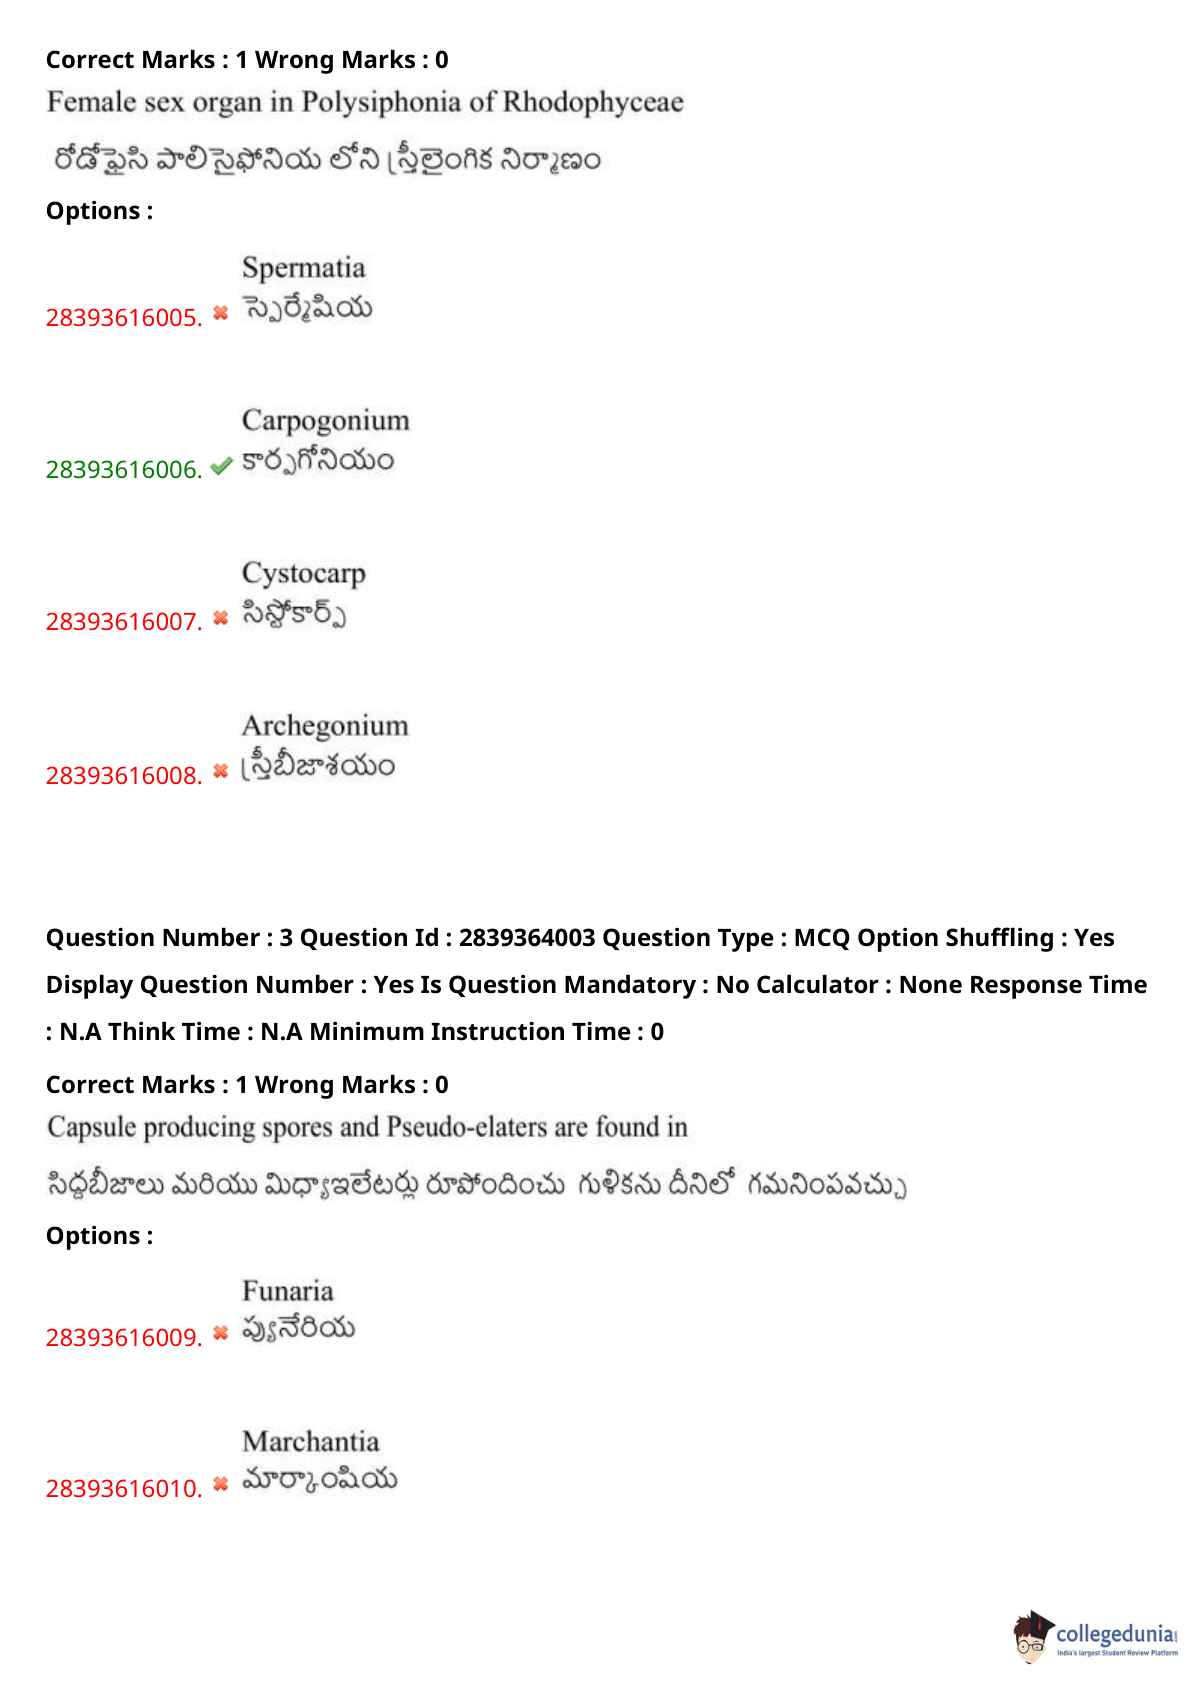 Correct Marks : 1 Wrong Marks : 0
Female sex organ in Polysiphonia of Rhodophyceae
రోడోఫైసి పాలిసైఫోనియ లోని స్త్రీలైంగిక నిర్మాణం
Options :
Spermatia
28393616005. ✖ స్పెర్మేషియ
Carpogonium
28393616006. ✔ కార్పగోనియం
Cystocarp
28393616007. ✖ సిస్టోకార్ప్
Archegonium
28393616008. ✖ స్త్రీబీజాశయం
Question Number : 3 Question Id : 2839364003 Question Type : MCQ Option Shuffling : Yes
Display Question Number : Yes Is Question Mandatory : No Calculator : None Response Time
: N.A Think Time : N.A Minimum Instruction Time : 0
Correct Marks : 1 Wrong Marks : 0
Capsule producing spores and Pseudo-elaters are found in
సిద్దబీజాలు మరియు మిధ్యాఇలేటర్లు రూపోందించు గుళికను దీనిలో గమనింపవచ్చు
Options :
Funaria
28393616009. ✖ ఫ్యునేరియ
Marchantia
28393616010. ✖ మార్కాంషియ
collegedunia
India's largest Student Review Platform